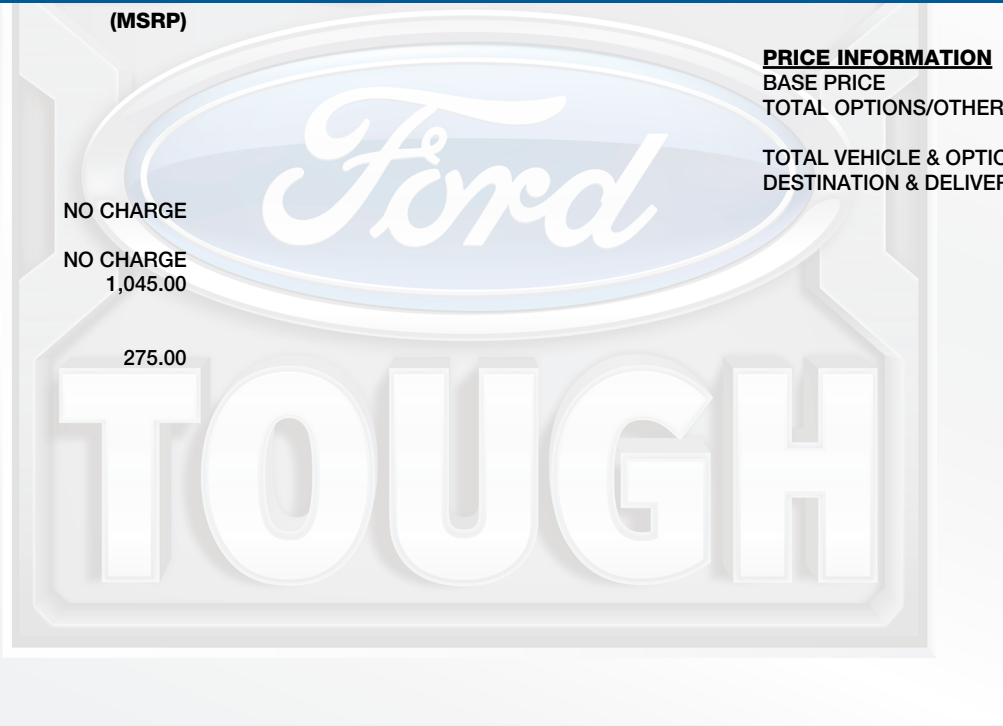 (MSRP)
PRICE INFORMATION
BASE PRICE
TOTAL OPTIONS/OTHER
TOTAL VEHICLE & OPTIO
DESTINATION & DELIVER
NO CHARGE
NO CHARGE
1,045.00
275.00
Ford
TOUGH